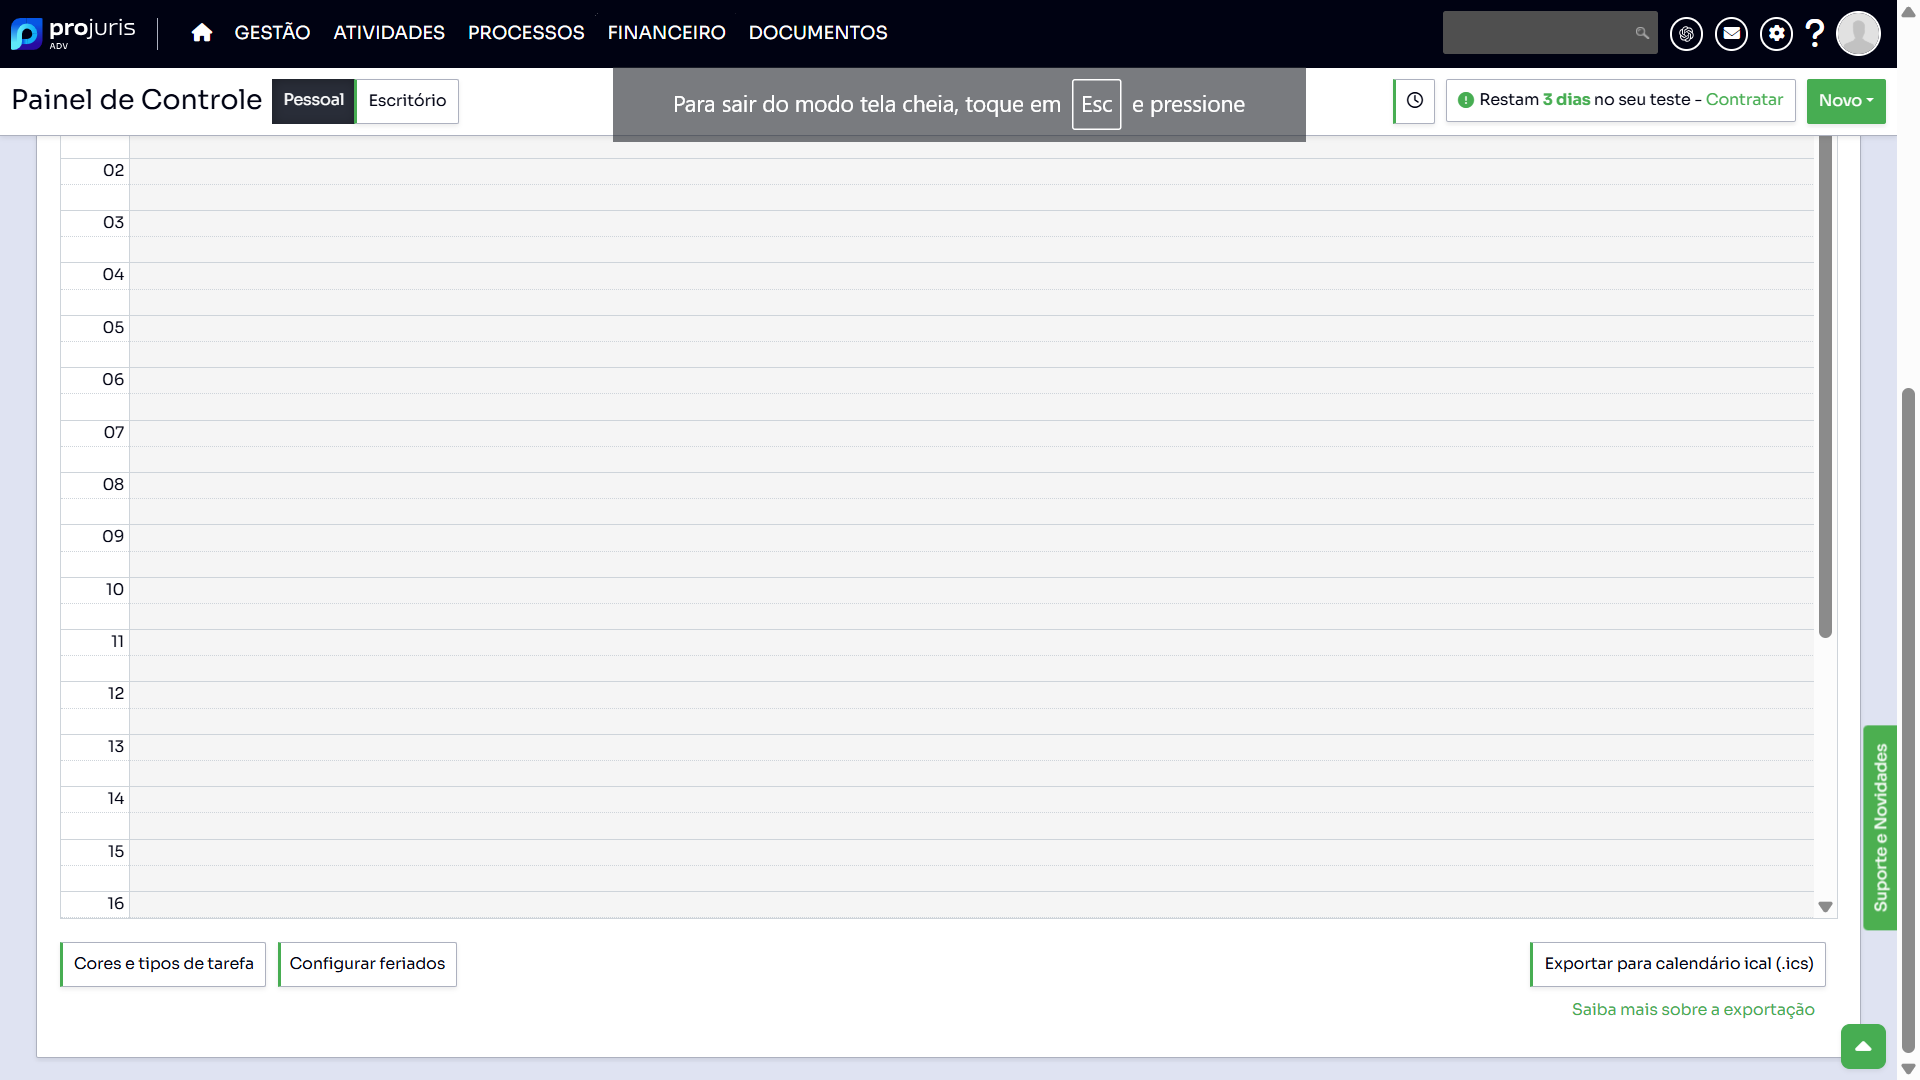 projuris
ADV
GESTÃO ATIVIDADES PROCESSOS FINANCEIRO DOCUMENTOS
?
Painel de Controle Pessoal Escritório
Para sair do modo tela cheia, toque em Esc e pressione
Restam 3 dias no seu teste - Contratar
Novo
02
03
04
05
06
07
08
09
10
11
12
13
14
15
16
Suporte e Novidades
Cores e tipos de tarefa Configurar feriados Exportar para calendário ical (.ics)
Saiba mais sobre a exportação